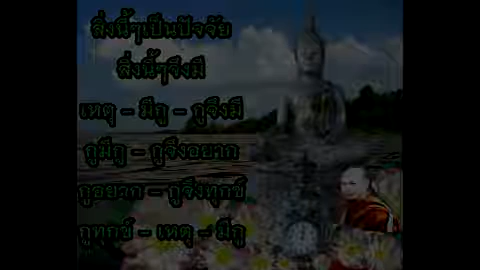 สิ่งนี้ๆเป็นปัจจัย
สิ่งนี้ๆจึงมี
เหตุ - มีกู - กูจึงมี
กูมีกู - กูจึงอยาก
กูอยาก - กูจึงทุกข์
กูทุกข์ - เหตุ - มีกู